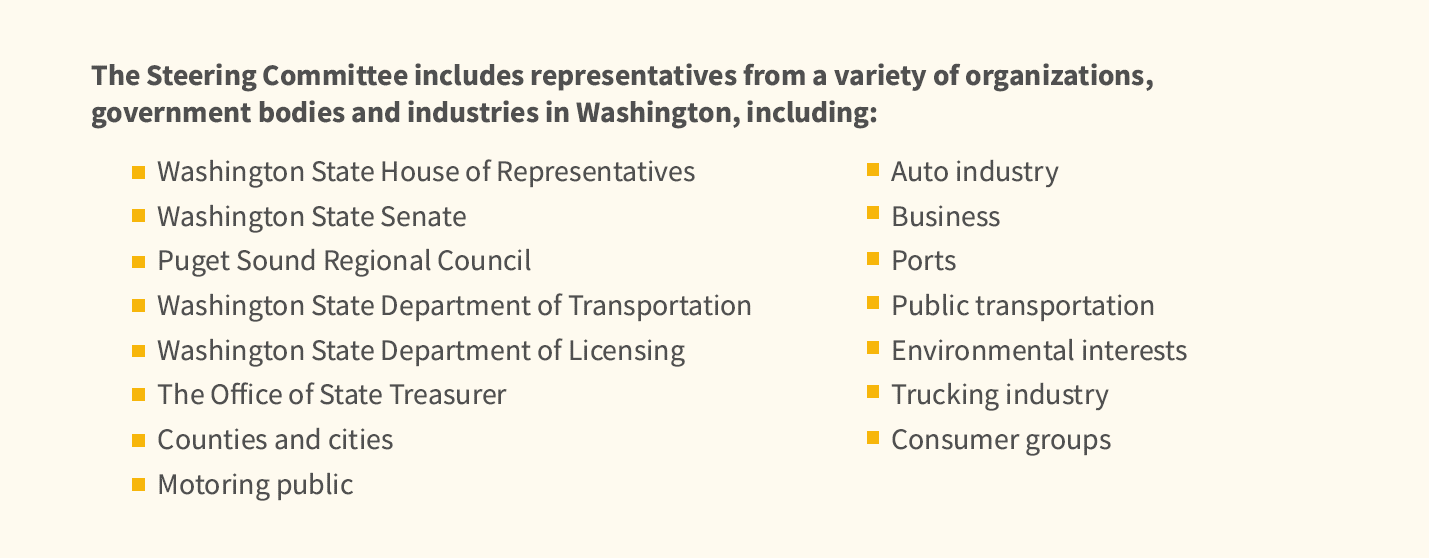 The Steering Committee includes representatives from a variety of organizations,
government bodies and industries in Washington, including:
Washington State House of Representatives
Washington State Senate
Puget Sound Regional Council
Washington State Department of Transportation
Washington State Department of Licensing
The Office of State Treasurer
Counties and cities
Motoring public
Auto industry
Business
Ports
Public transportation
Environmental interests
Trucking industry
Consumer groups